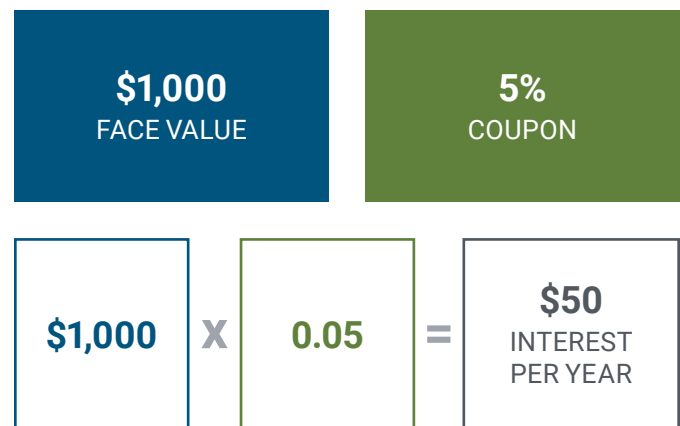 $1,000
FACE VALUE
5%
COUPON
$1,000 x 0.05 = $50
INTEREST
PER YEAR